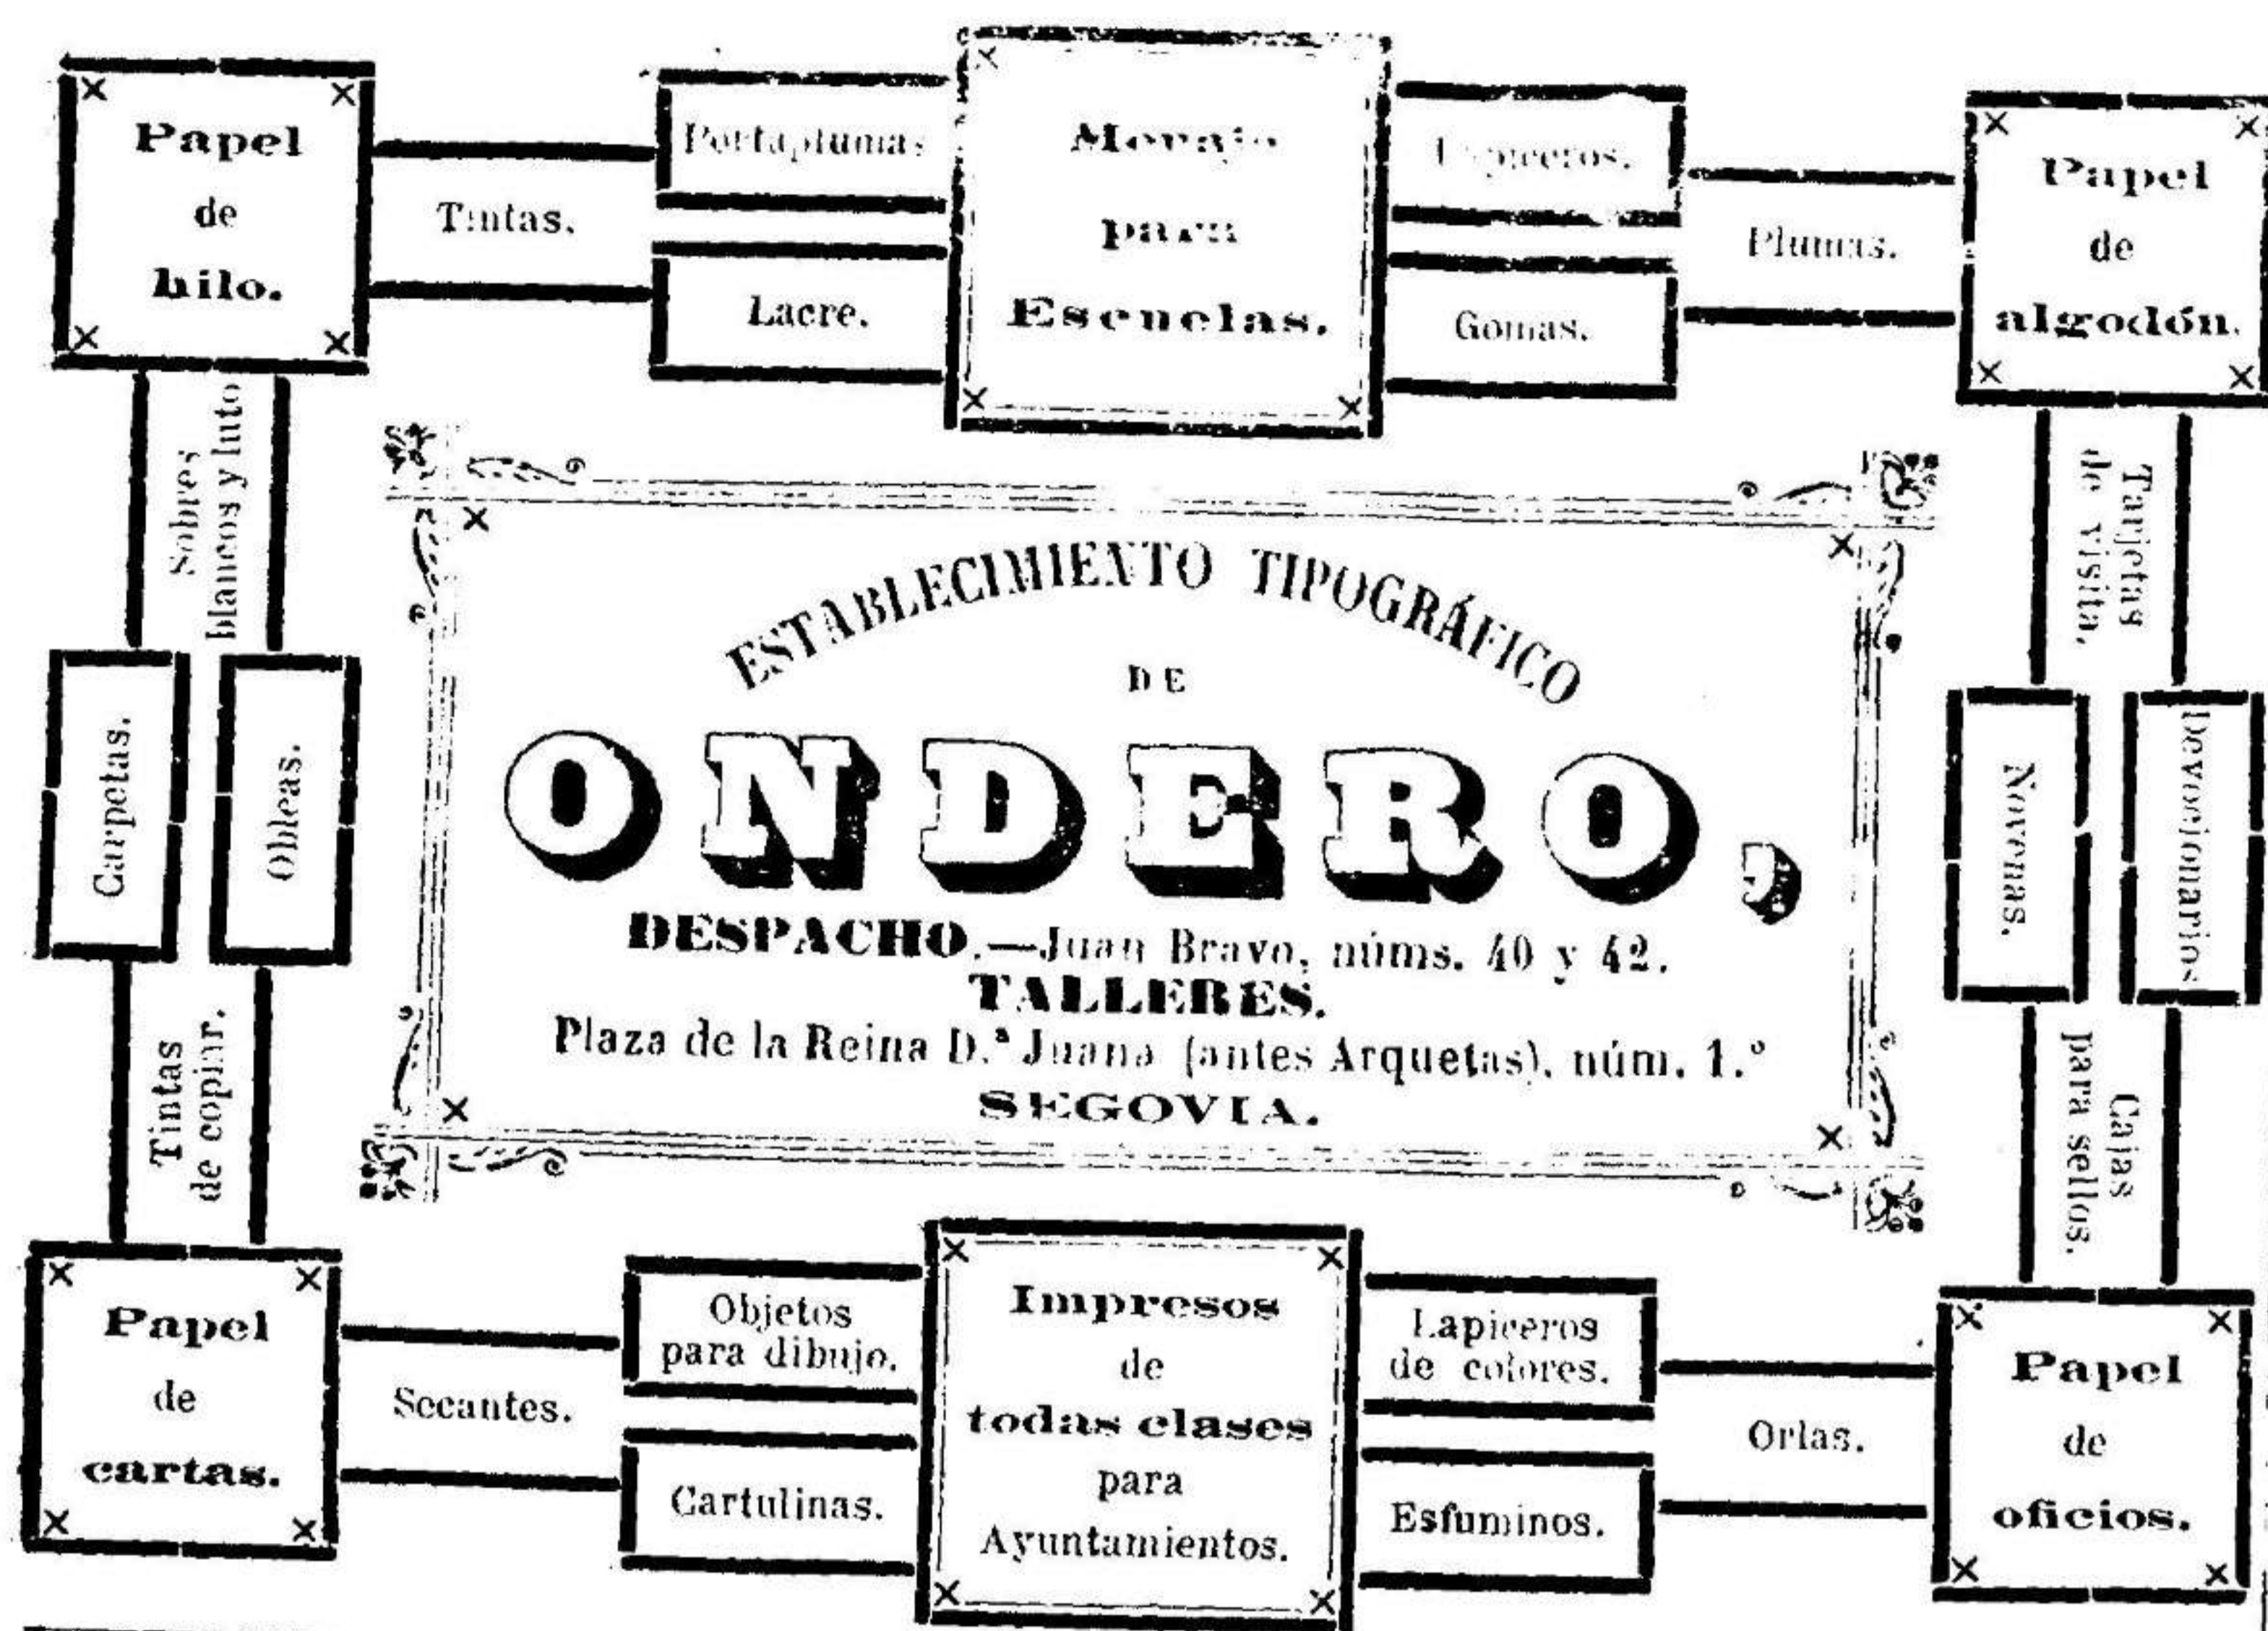 Papel
de
hilo.
Tintas.
Portaplumas
Lacre.
para
Escuelas.
Lapiceros.
Gomas.
Plumas.
Papel
de
algodón.
Sobres
blancos y luto
Carpetas.
Obleas.
Tintas
de copiar.
ESTABLECIMIENTO TIPOGRÁFICO
DE
ONDERO,
DESPACHO.—Juan Bravo, núms. 40 y 42.
TALLERES.
Plaza de la Reina D.ª Juana (antes Arquetas), núm. 1.º
SEGOVIA.
Tarjetas
de visita.
Novenas.
Devocionarios
Cajas
para sellos.
Papel
de
cartas.
Secantes.
Objetos
para dibujo.
Cartulinas.
Impresos
de
todas clases
para
Ayuntamientos.
Lapiceros
de colores.
Esfuminos.
Orlas.
Papel
de
oficios.